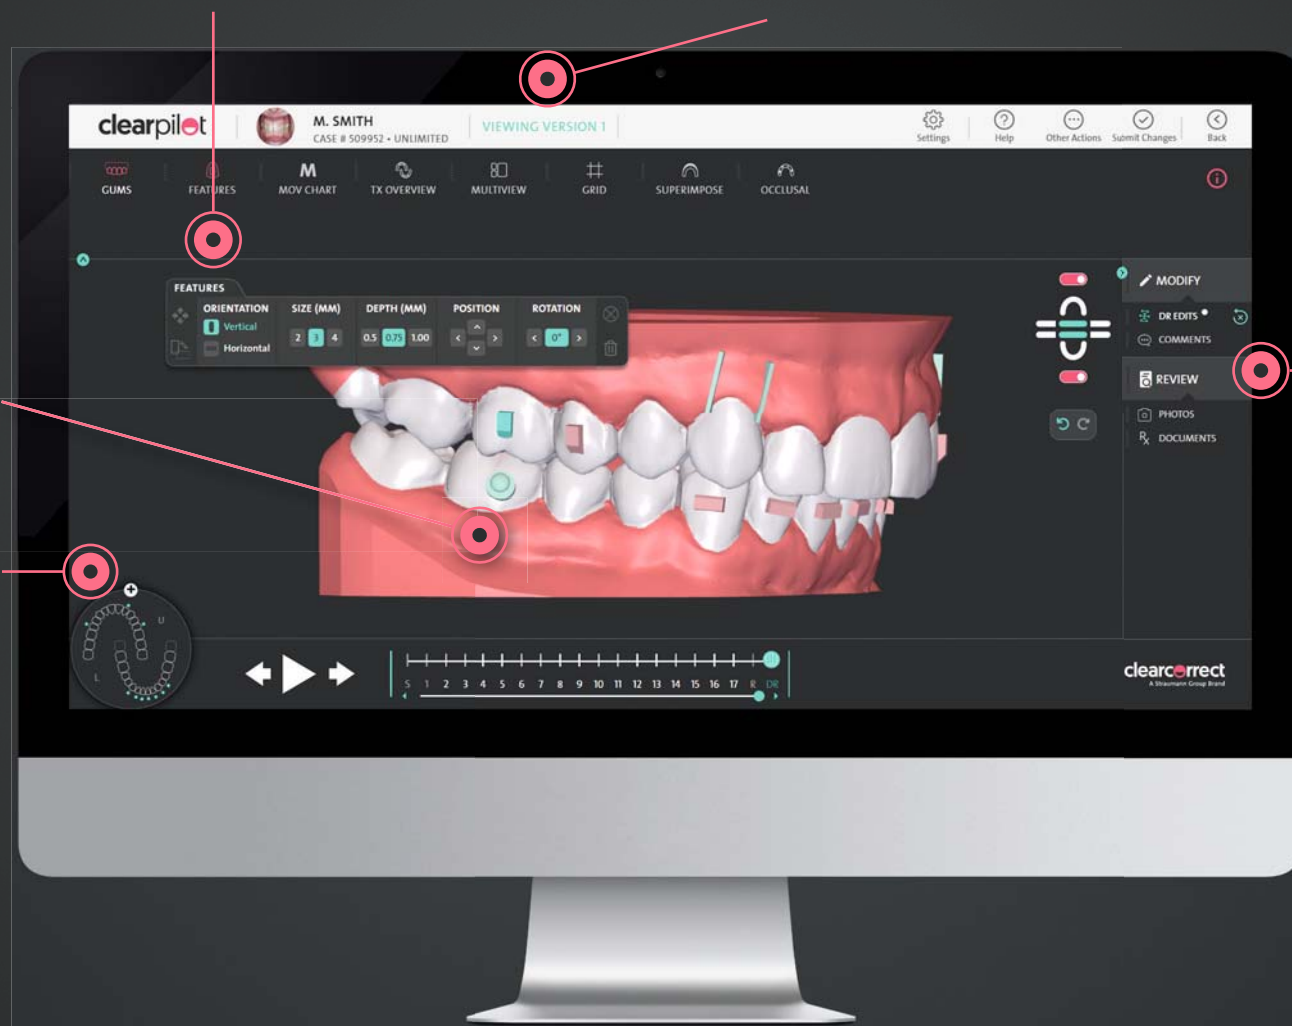 clearpilot
M. SMITH
CASE # 509952 • UNLIMITED
VIEWING VERSION 1
Settings
Help
Other Actions
Submit Changes
Back
GUMS
FEATURES
MOV CHART
TX OVERVIEW
MULTIVIEW
GRID
SUPERIMPOSE
OCCLUSAL
FEATURES
ORIENTATION
Vertical
Horizontal
SIZE (MM)
2 3 4
DEPTH (MM)
0.5 0.75 1.00
POSITION
ROTATION
0°
MODIFY
DR EDITS
COMMENTS
REVIEW
PHOTOS
DOCUMENTS
U
L
S 1 2 3 4 5 6 7 8 9 10 11 12 13 14 15 16 17 R DR
clearcorrect
A Straumann Group Brand